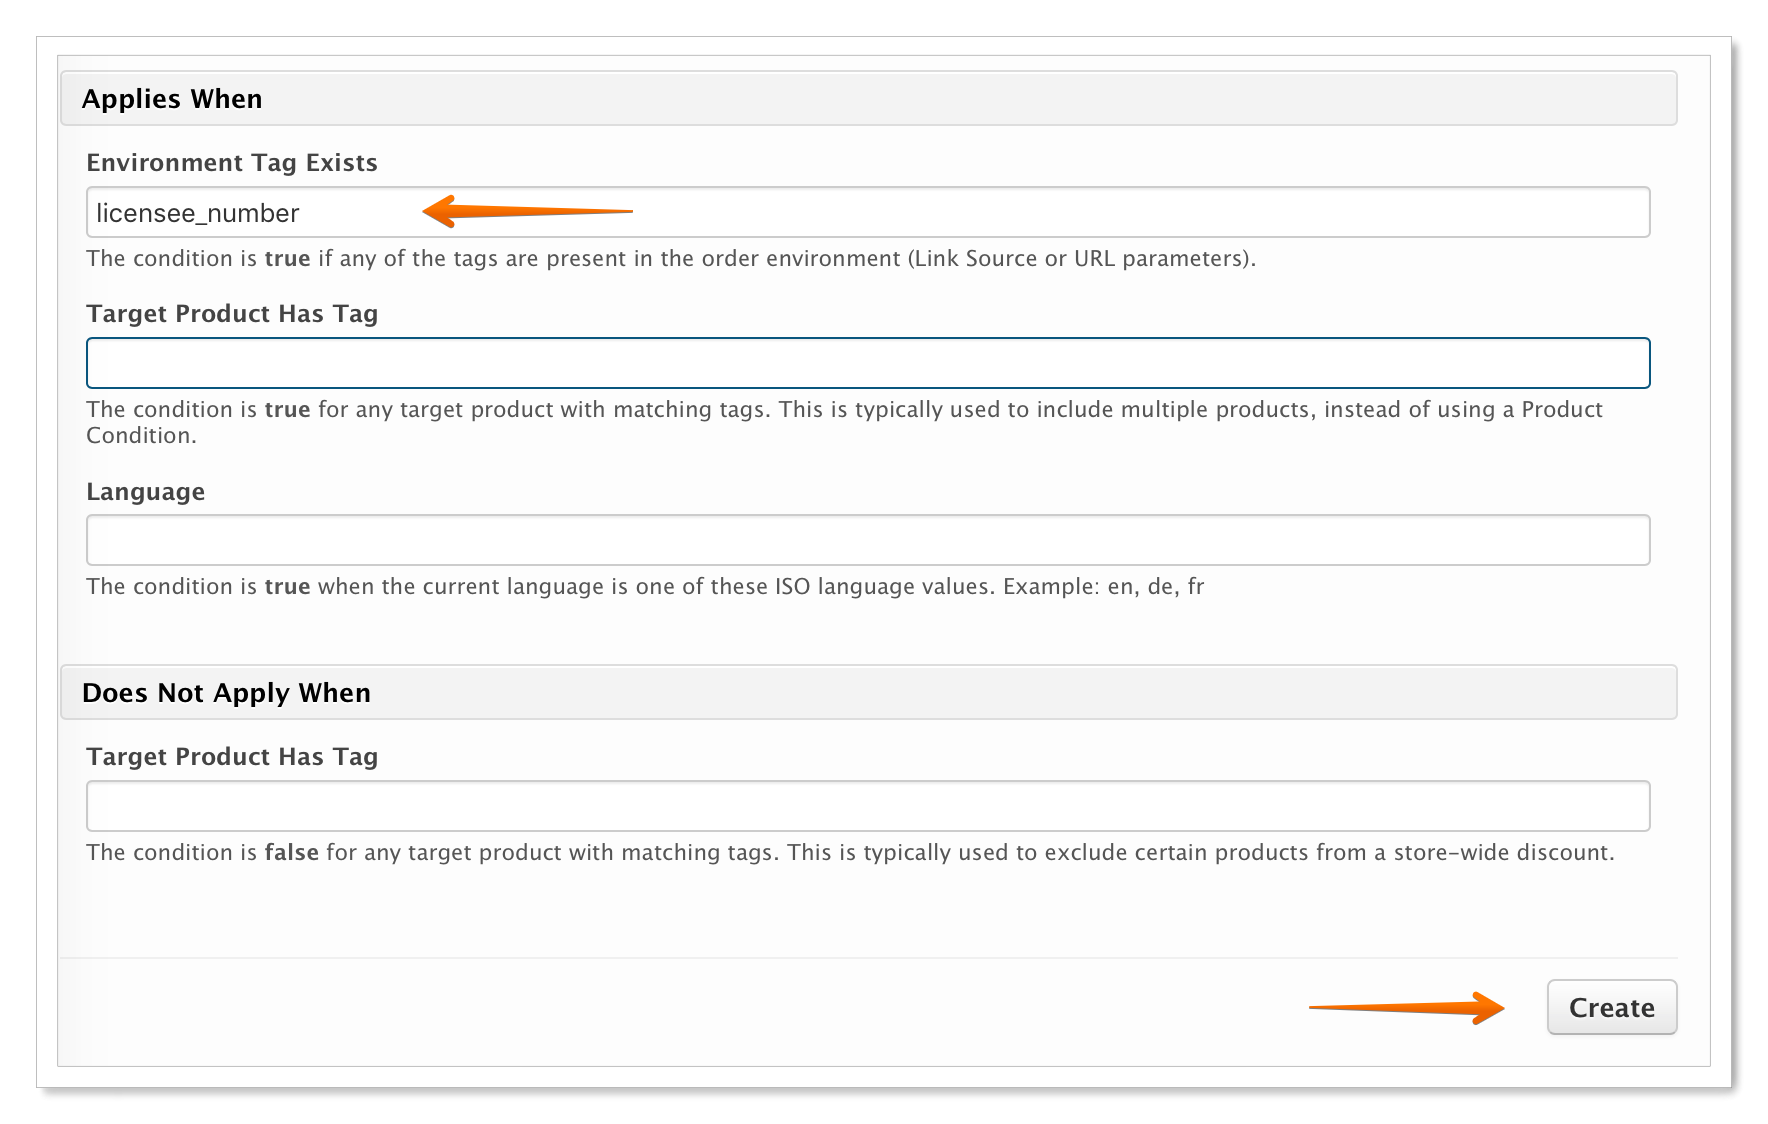 Applies When
Environment Tag Exists
licensee_number
The condition is true if any of the tags are present in the order environment (Link Source or URL parameters).
Target Product Has Tag
The condition is true for any target product with matching tags. This is typically used to include multiple products, instead of using a Product
Condition.
Language
The condition is true when the current language is one of these ISO language values. Example: en, de, fr
Does Not Apply When
Target Product Has Tag
The condition is false for any target product with matching tags. This is typically used to exclude certain products from a store-wide discount.
Create